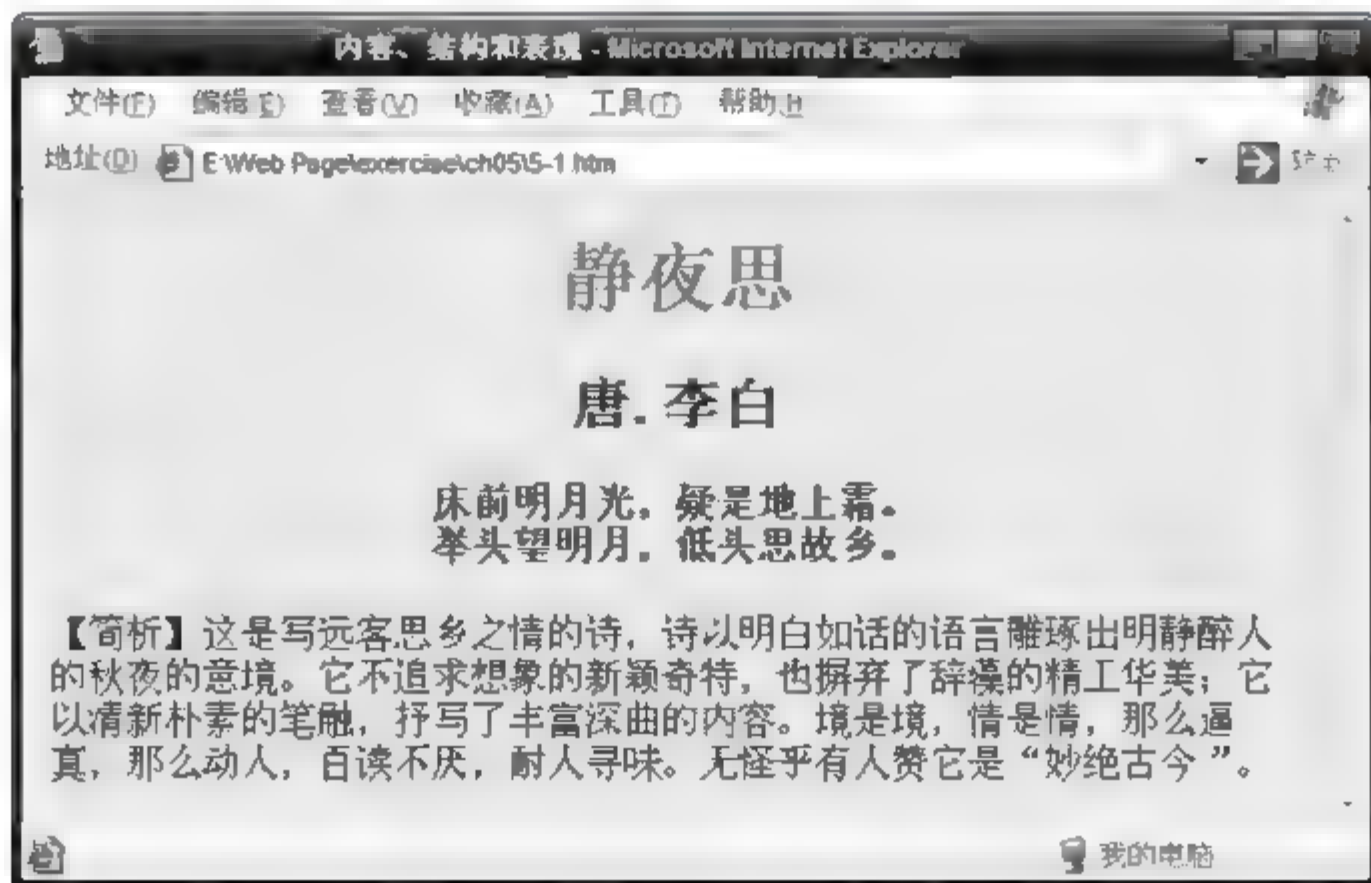 内容、结构和表现 - Microsoft Internet Explorer
文件(F) 编辑(E) 查看(V) 收藏(A) 工具(T) 帮助(H)
地址(D) E:\Web Page\exercise\ch05\5-1.htm 转到
静夜思
唐.李白
床前明月光，疑是地上霜。
举头望明月，低头思故乡。
【简析】这是写远客思乡之情的诗，诗以明白如话的语言雕琢出明静醉人
的秋夜的意境。它不追求想象的新颖奇特，也摒弃了辞藻的精工华美；它
以清新朴素的笔触，抒写了丰富深曲的内容。境是境，情是情，那么逼
真，那么动人，百读不厌，耐人寻味。无怪乎有人赞它是“妙绝古今”。
我的电脑